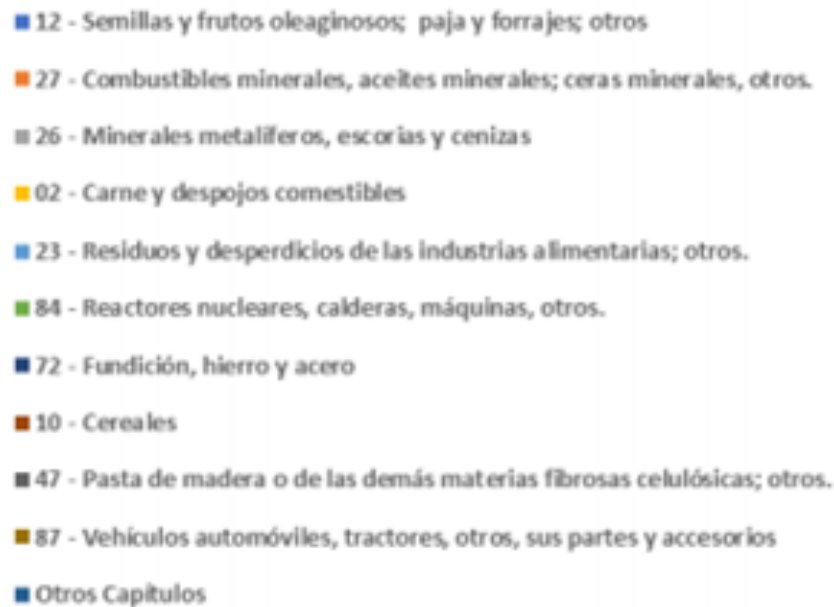 12 - Semillas y frutos oleaginosos; paja y forrajes; otros
27 - Combustibles minerales, aceites minerales; ceras minerales, otros.
26 - Minerales metalíferos, escorias y cenizas
02 - Carne y despojos comestibles
23 - Residuos y desperdicios de las industrias alimentarias; otros.
84 - Reactores nucleares, calderas, máquinas, otros.
72 - Fundición, hierro y acero
10 - Cereales
47 - Pasta de madera o de las demás materias fibrosas celulósicas; otros.
87 - Vehículos automóviles, tractores, otros, sus partes y accesorios
Otros Capítulos